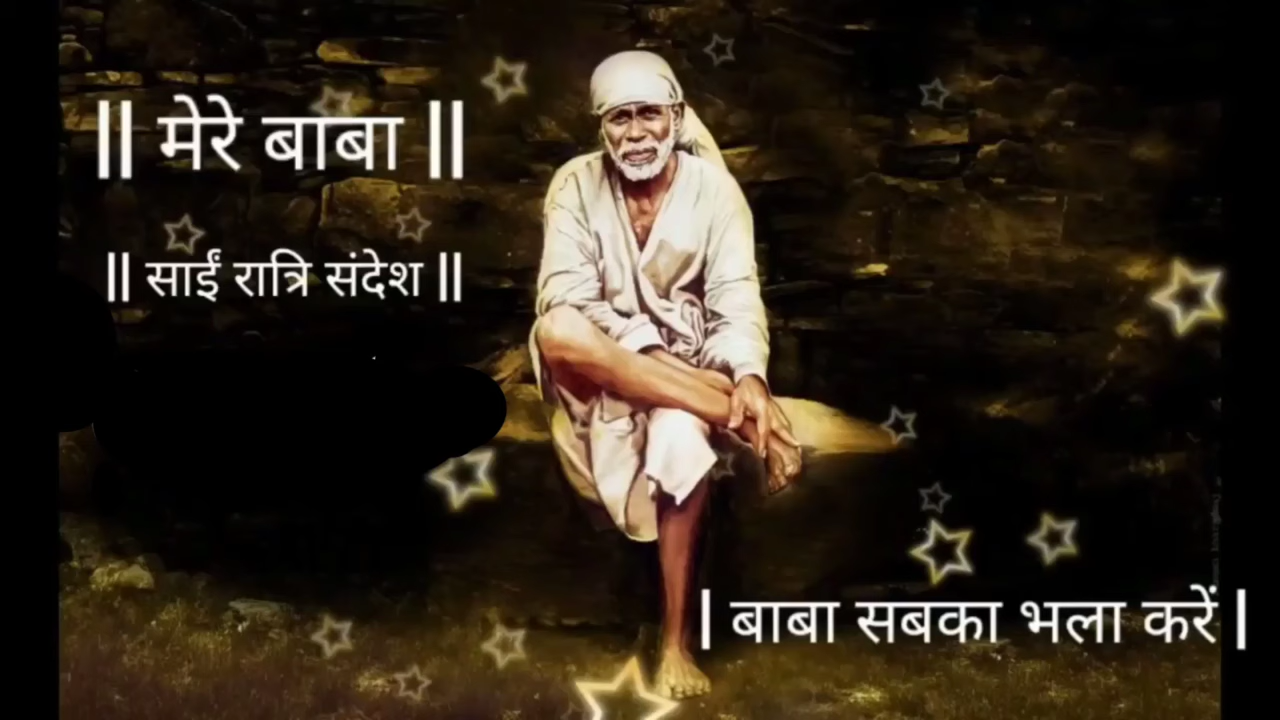 || मेरे बाबा ||
|| साईं रात्रि संदेश ||
| बाबा सबका भला करें |